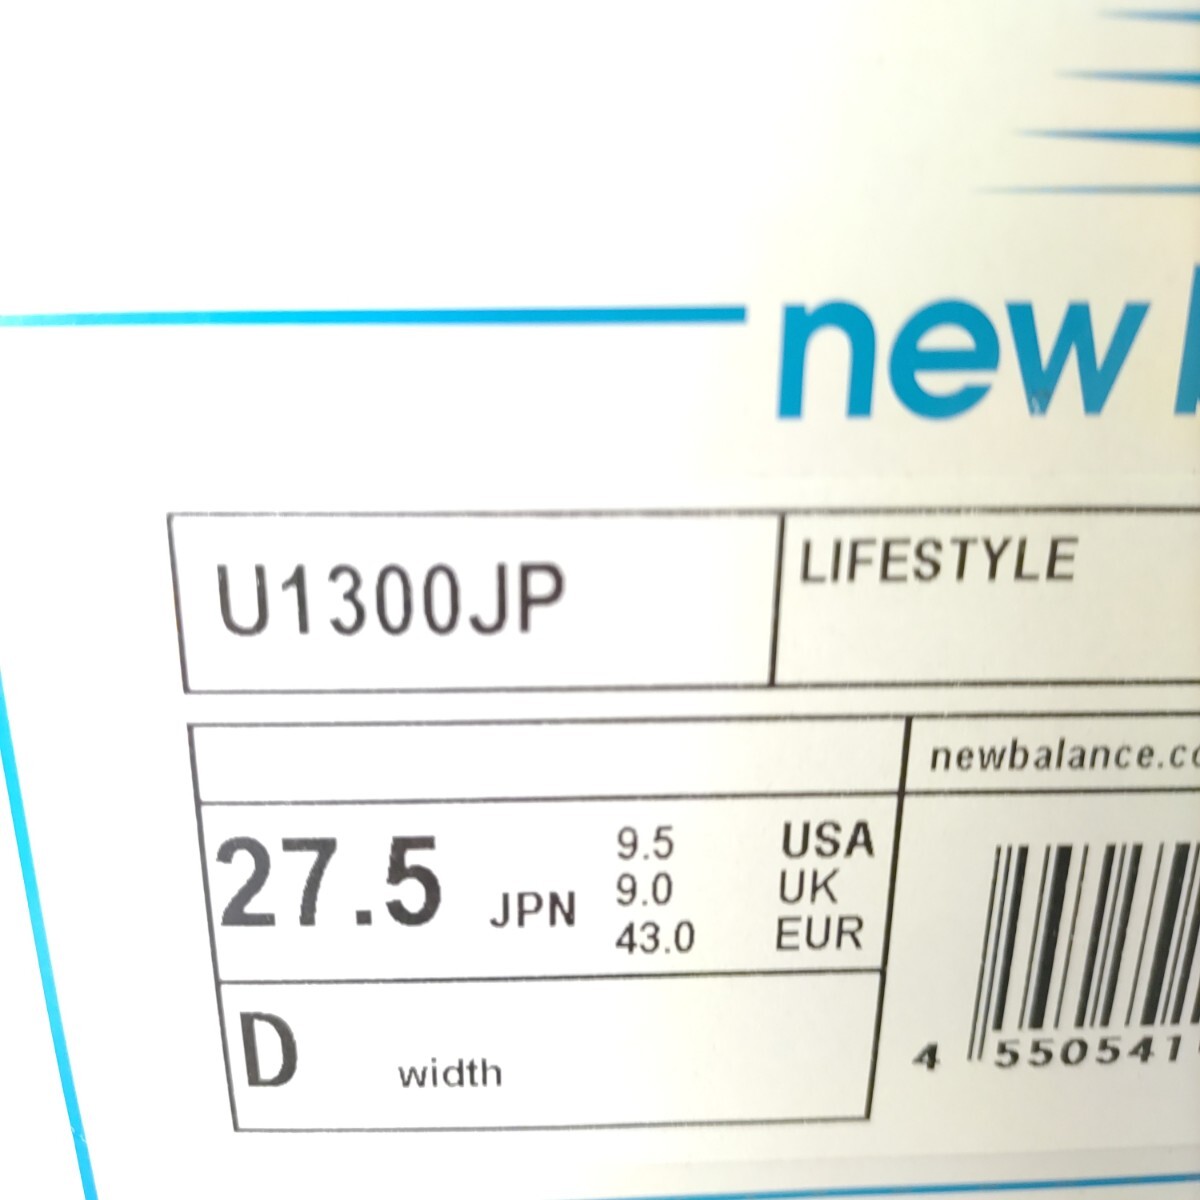 new
U1300JP
LIFESTYLE
newbalance.co
27.5 JPN
9.5 USA
9.0 UK
43.0 EUR
D width
4 550541